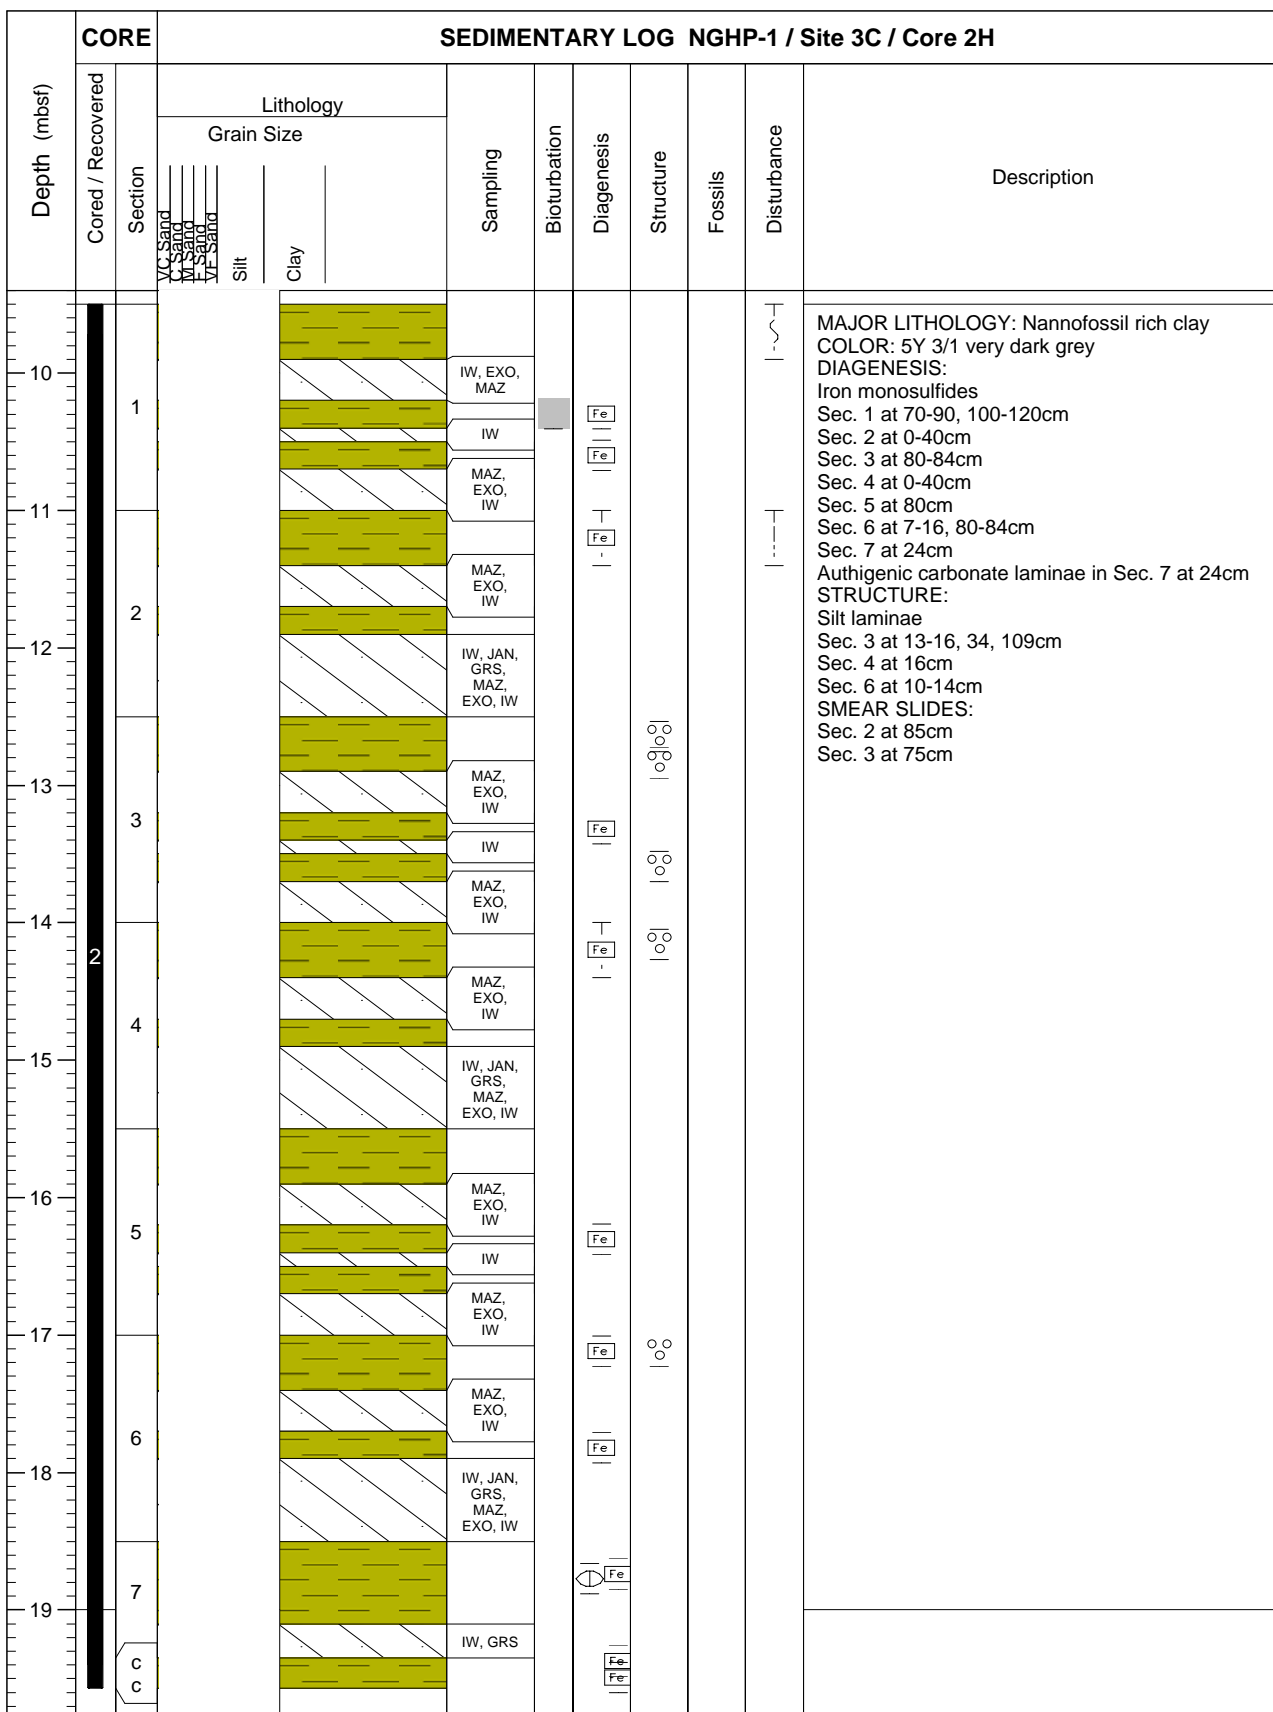 CORE
SEDIMENTARY LOG NGHP-1 / Site 3C / Core 2H
Depth (mbsf)
Cored / Recovered
Section
Lithology
Grain Size
VC Sand
C Sand
M Sand
F Sand
VF Sand
Silt
Clay
Sampling
Bioturbation
Diagenesis
Structure
Fossils
Disturbance
Description
MAJOR LITHOLOGY: Nannofossil rich clay
COLOR: 5Y 3/1 very dark grey
DIAGENESIS:
Iron monosulfides
Sec. 1 at 70-90, 100-120cm
Sec. 2 at 0-40cm
Sec. 3 at 80-84cm
Sec. 4 at 0-40cm
Sec. 5 at 80cm
Sec. 6 at 7-16, 80-84cm
Sec. 7 at 24cm
Authigenic carbonate laminae in Sec. 7 at 24cm
STRUCTURE:
Silt laminae
Sec. 3 at 13-16, 34, 109cm
Sec. 4 at 16cm
Sec. 6 at 10-14cm
SMEAR SLIDES:
Sec. 2 at 85cm
Sec. 3 at 75cm
10
IW, EXO,
MAZ
1
Fe
IW
Fe
MAZ,
EXO,
IW
11
Fe
MAZ,
EXO,
IW
2
12
IW, JAN,
GRS,
MAZ,
EXO, IW
13
MAZ,
EXO,
IW
3
Fe
IW
MAZ,
EXO,
IW
14
2
Fe
MAZ,
EXO,
IW
4
15
IW, JAN,
GRS,
MAZ,
EXO, IW
16
MAZ,
EXO,
IW
5
Fe
IW
MAZ,
EXO,
IW
17
Fe
MAZ,
EXO,
IW
6
Fe
18
IW, JAN,
GRS,
MAZ,
EXO, IW
Fe
7
19
IW, GRS
c
c
Fe
Fe